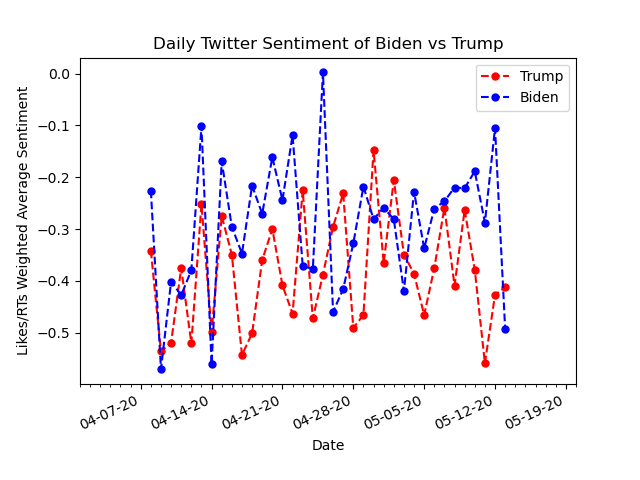 Daily Twitter Sentiment of Biden vs Trump
Trump
Biden
Likes/RTs Weighted Average Sentiment
0.0
−0.1
−0.2
−0.3
−0.4
−0.5
04-07-20
04-14-20
04-21-20
04-28-20
05-05-20
05-12-20
05-19-20
Date